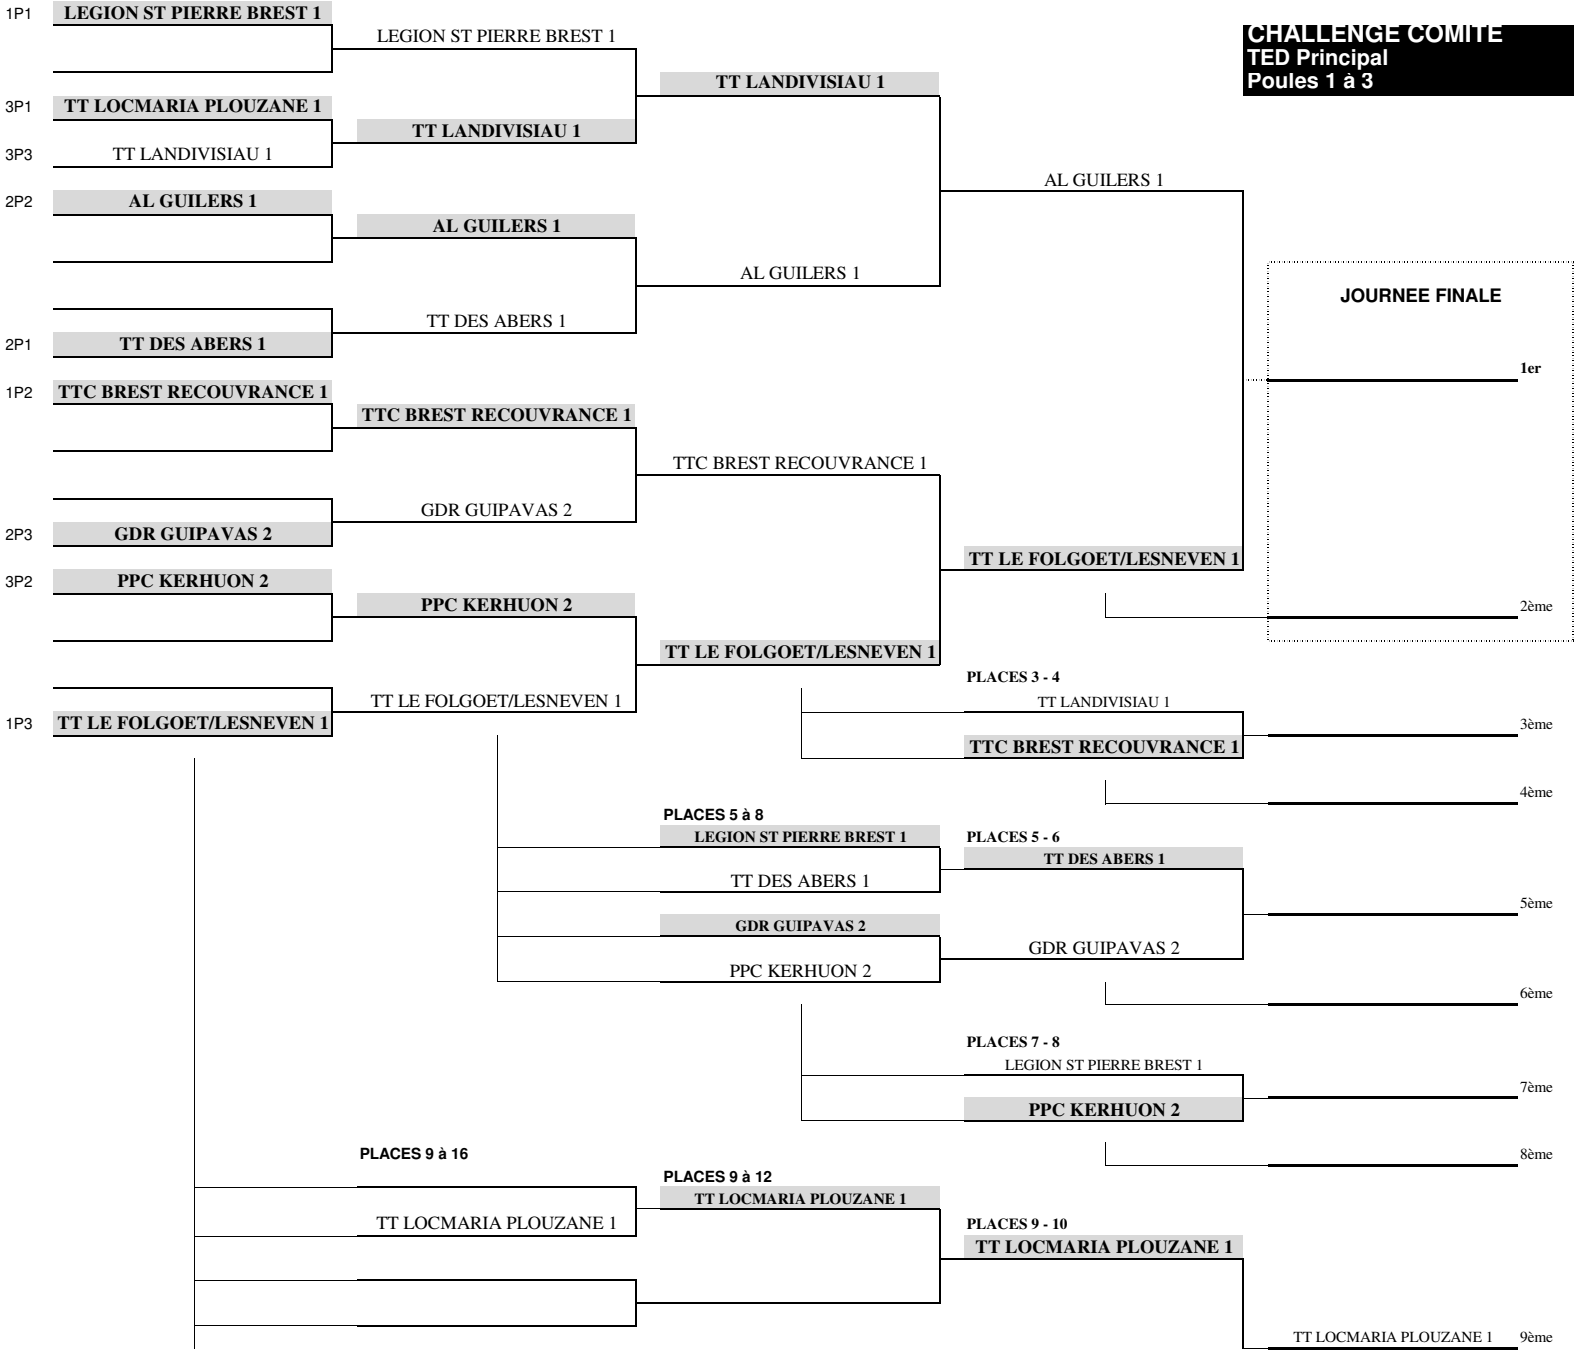 1P1
LEGION ST PIERRE BREST 1
LEGION ST PIERRE BREST 1
CHALLENGE COMITE
TED Principal
Poules 1 à 3
TT LANDIVISIAU 1
3P1
TT LOCMARIA PLOUZANE 1
TT LANDIVISIAU 1
3P3
TT LANDIVISIAU 1
AL GUILERS 1
2P2
AL GUILERS 1
AL GUILERS 1
AL GUILERS 1
JOURNEE FINALE
TT DES ABERS 1
2P1
TT DES ABERS 1
1er
1P2
TTC BREST RECOUVRANCE 1
TTC BREST RECOUVRANCE 1
TTC BREST RECOUVRANCE 1
GDR GUIPAVAS 2
2P3
GDR GUIPAVAS 2
TT LE FOLGOET/LESNEVEN 1
3P2
PPC KERHUON 2
PPC KERHUON 2
2ème
TT LE FOLGOET/LESNEVEN 1
PLACES 3 - 4
TT LE FOLGOET/LESNEVEN 1
TT LANDIVISIAU 1
1P3
TT LE FOLGOET/LESNEVEN 1
3ème
TTC BREST RECOUVRANCE 1
4ème
PLACES 5 à 8
LEGION ST PIERRE BREST 1
PLACES 5 - 6
TT DES ABERS 1
TT DES ABERS 1
5ème
GDR GUIPAVAS 2
GDR GUIPAVAS 2
PPC KERHUON 2
6ème
PLACES 7 - 8
LEGION ST PIERRE BREST 1
7ème
PPC KERHUON 2
PLACES 9 à 16
8ème
PLACES 9 à 12
TT LOCMARIA PLOUZANE 1
TT LOCMARIA PLOUZANE 1
PLACES 9 - 10
TT LOCMARIA PLOUZANE 1
TT LOCMARIA PLOUZANE 1
9ème